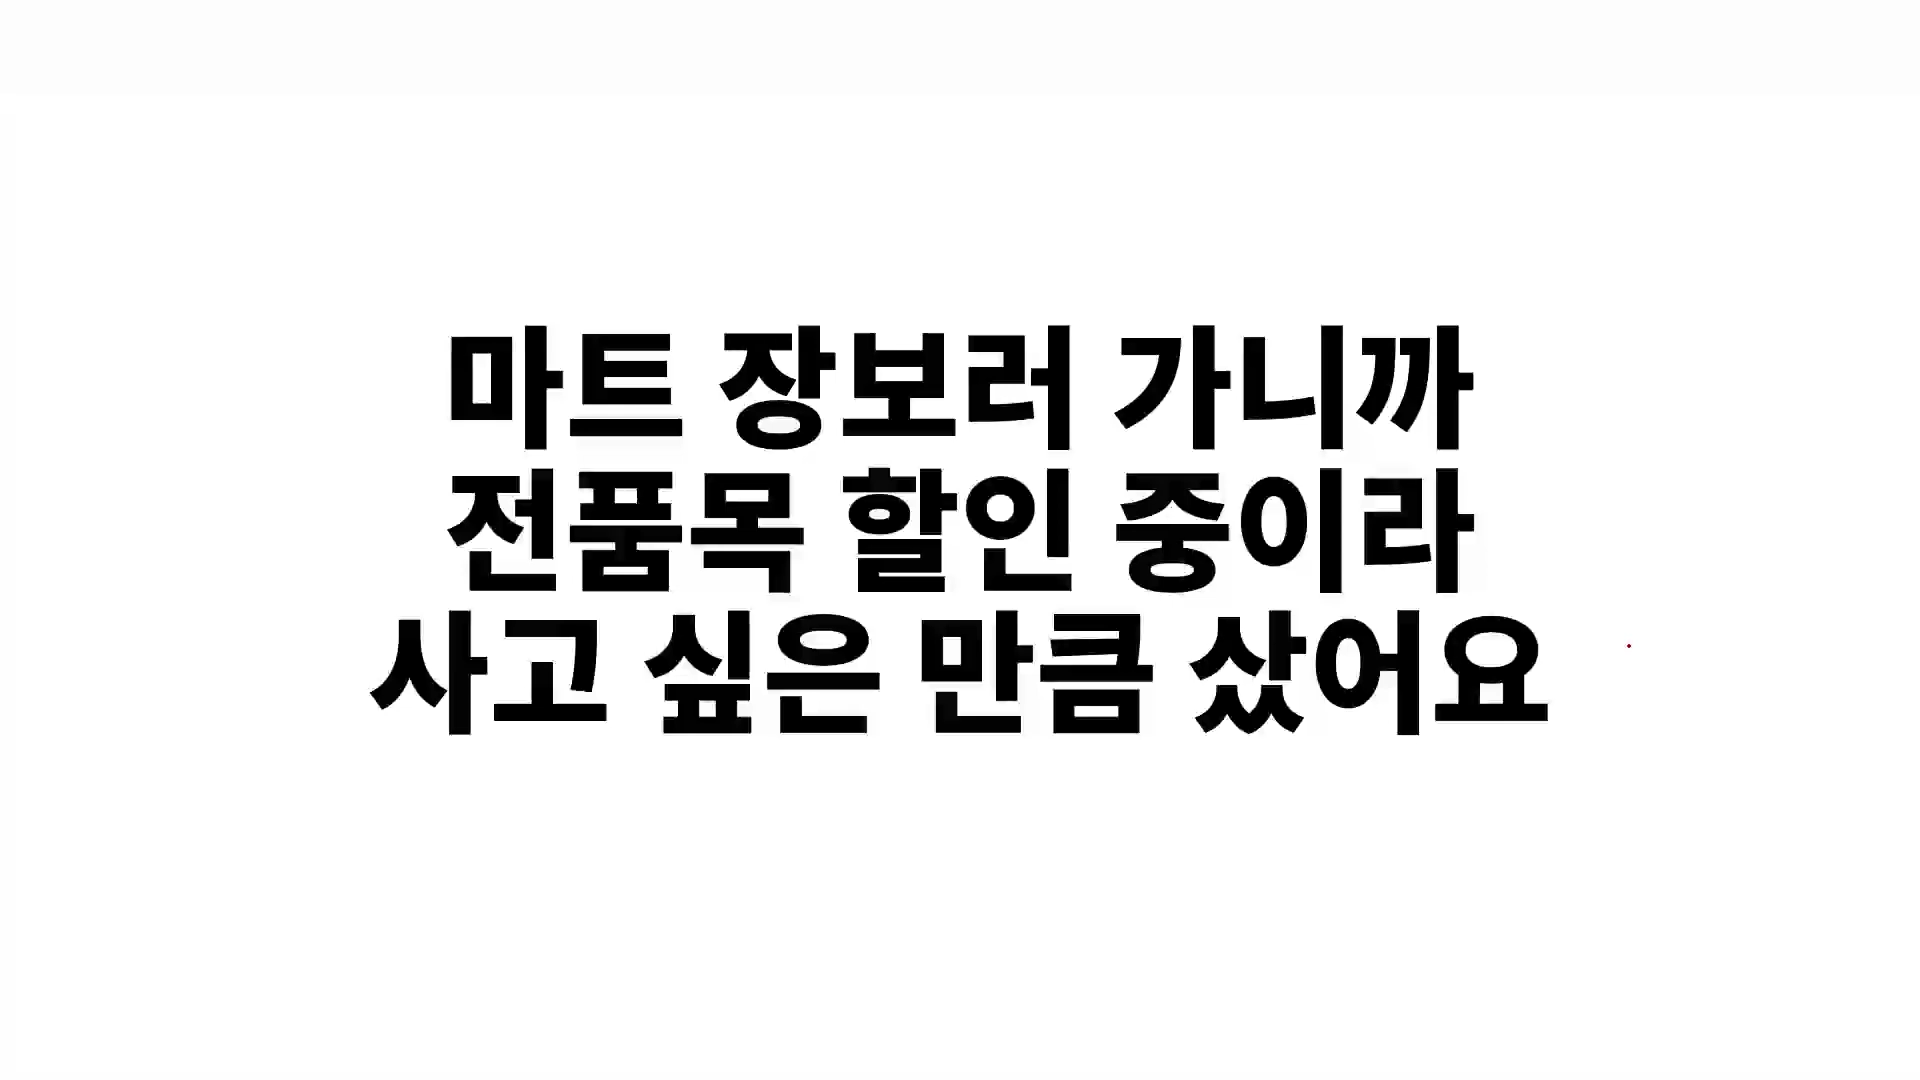 마트 장보러 가니까
전품목 할인 중이라
사고 싶은 만큼 샀어요